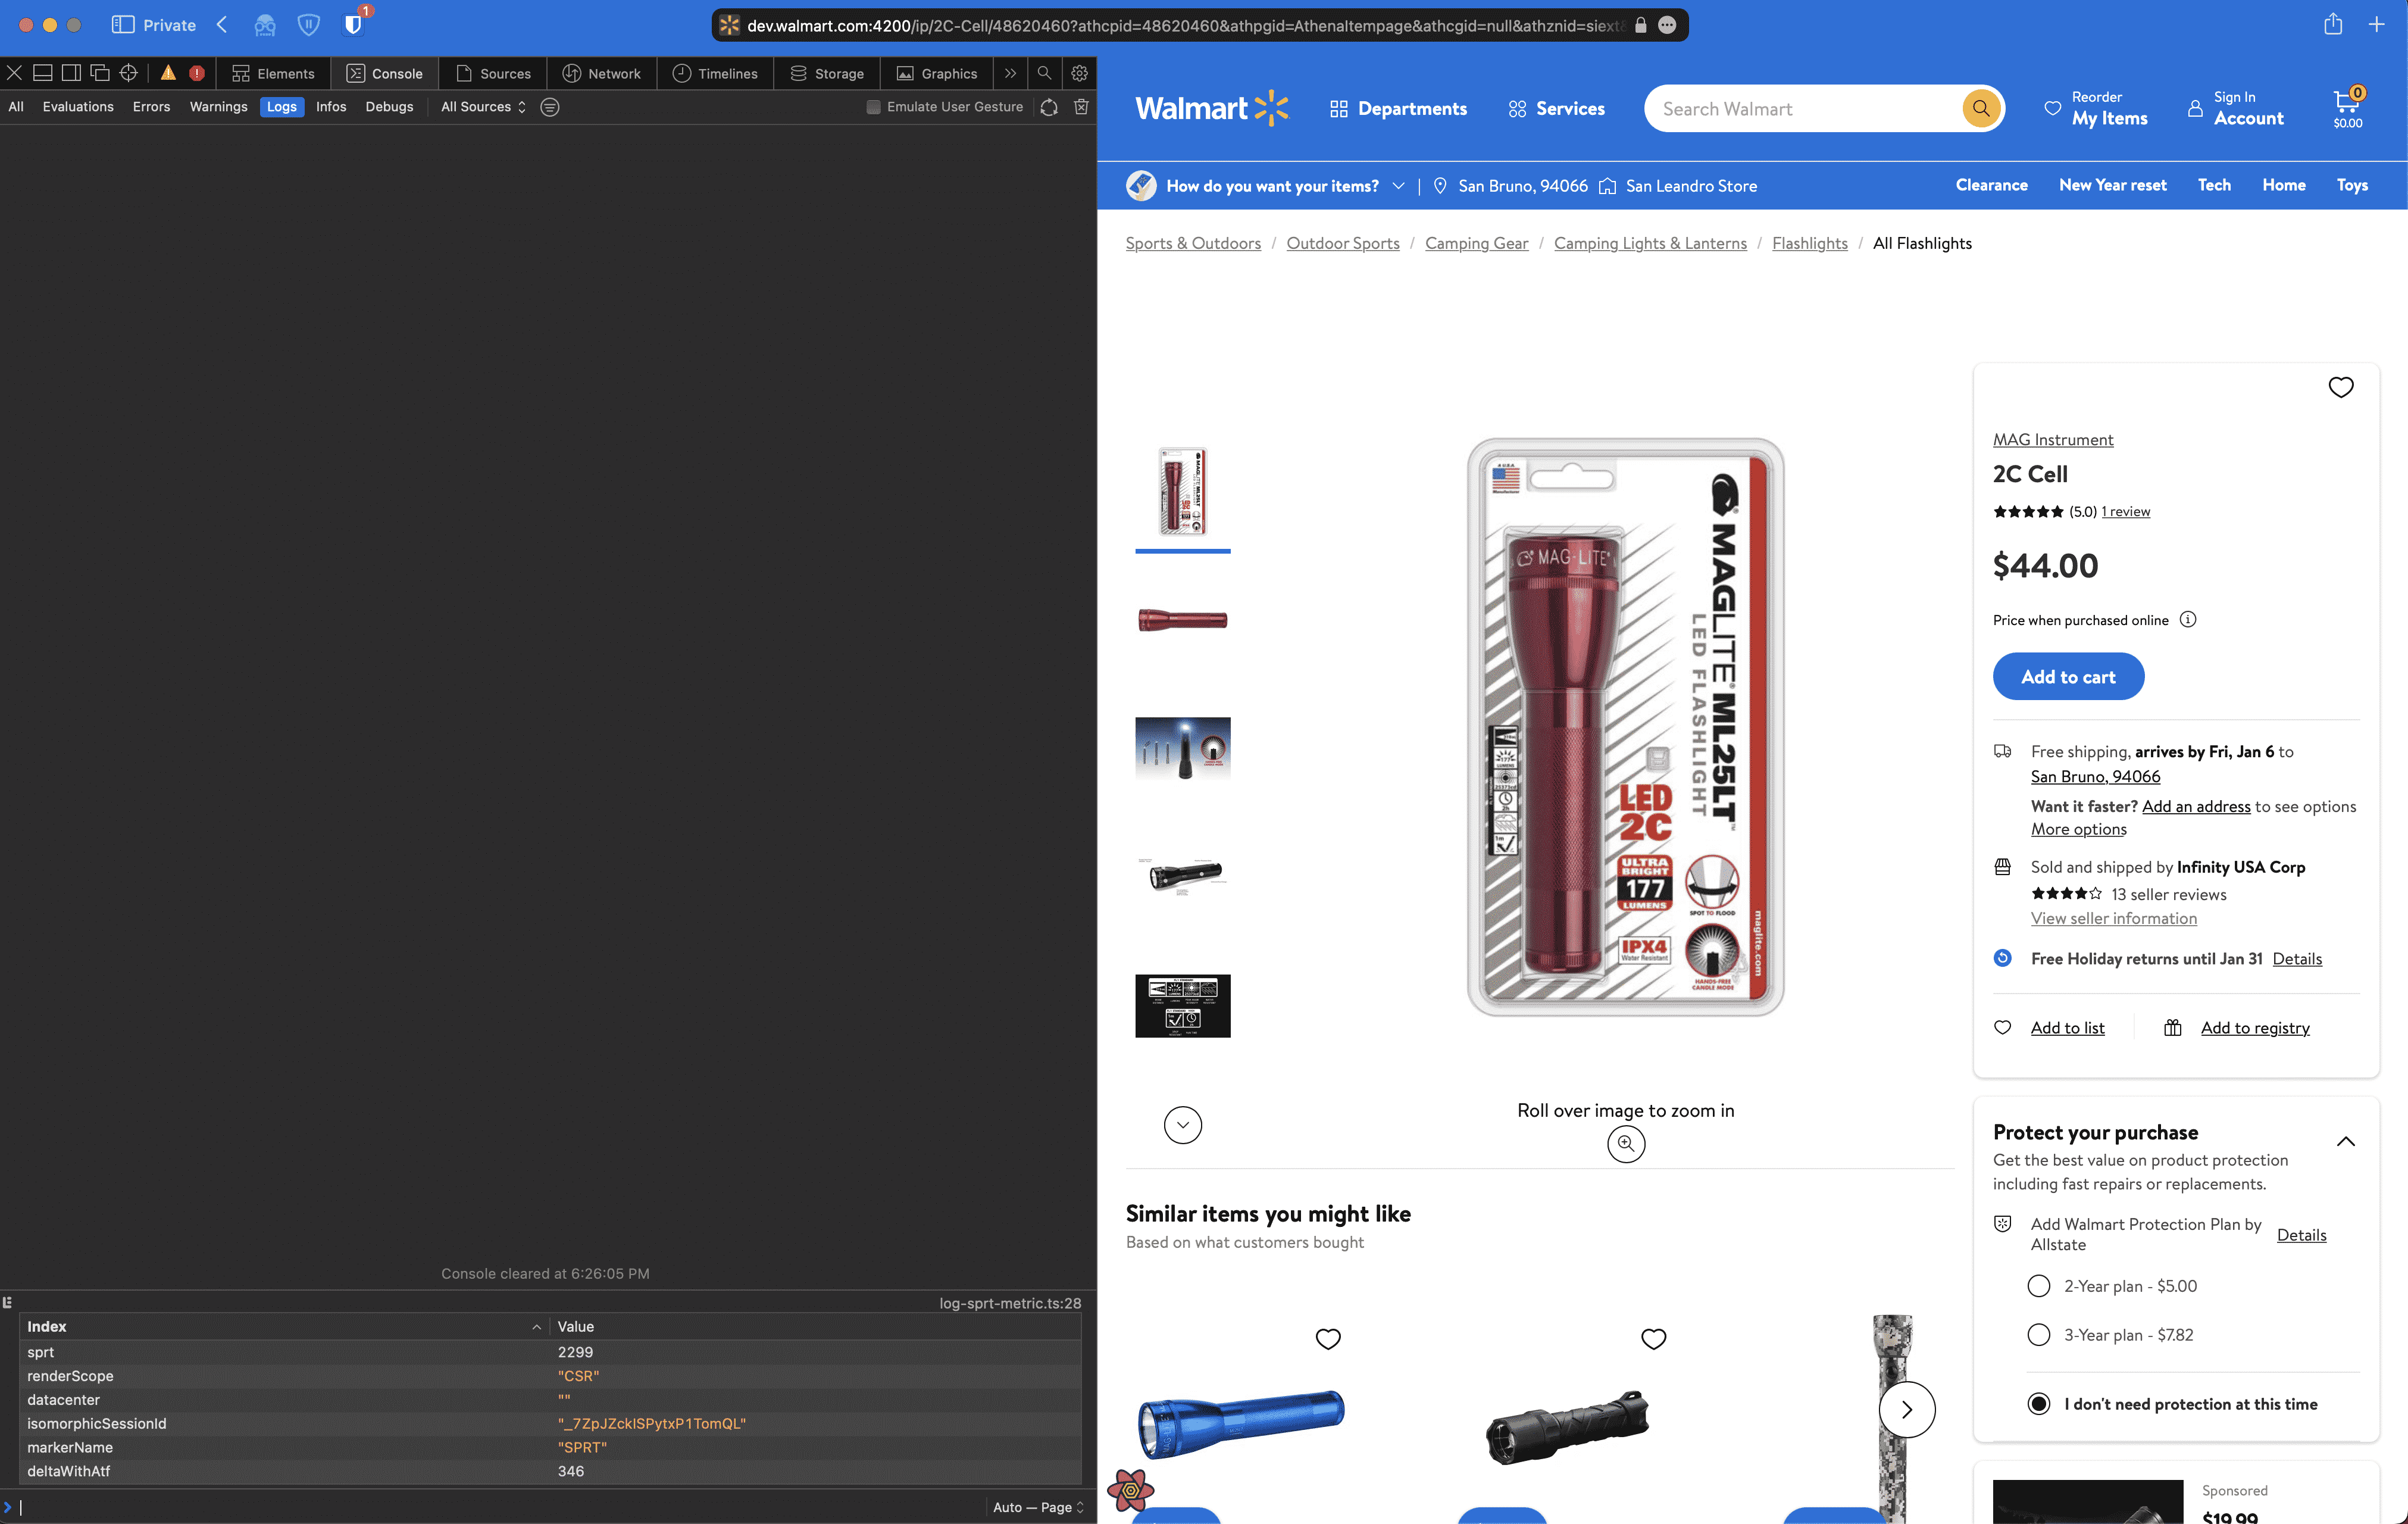 Private
1
dev.walmart.com:4200/ip/2C-Cell/48620460?athcpid=48620460&athpgid=AthenaItempage&athcgid=null&athznid=siext
Elements
Console
Sources
Network
Timelines
Storage
Graphics
All
Evaluations
Errors
Warnings
Logs
Infos
Debugs
All Sources
Emulate User Gesture
Console cleared at 6:26:05 PM
log-sprt-metric.ts:28
Index Value
sprt 2299
renderScope "CSR"
datacenter ""
markerName "SPRT"
deltaWithAtf 346
isomorphicSessionId
Auto — Page
Walmart
Departments
Services
Search Walmart
Reorder
My Items
Sign In
Account
0
$0.00
How do you want your items?
San Bruno, 94066
San Leandro Store
Clearance
New Year reset
Tech
Home
Toys
Sports & Outdoors / Outdoor Sports / Camping Gear / Camping Lights & Lanterns / Flashlights / All Flashlights
MAG-LITE
MAGLITE ML25LT
LED FLASHLIGHT
LED
2C
ULTRA
BRIGHT
177
LUMENS
SPOT TO FLOOD
IPX4
Water Resistant
HANDS-FREE
CANDLE MODE
maglite.com
Roll over image to zoom in
MAG Instrument
2C Cell
(5.0) 1 review
$44.00
Price when purchased online
Add to cart
Free shipping, arrives by Fri, Jan 6 to
San Bruno, 94066
Want it faster? Add an address to see options
More options
Sold and shipped by Infinity USA Corp
13 seller reviews
View seller information
Free Holiday returns until Jan 31 Details
Add to list
Add to registry
Protect your purchase
Get the best value on product protection
including fast repairs or replacements.
Add Walmart Protection Plan by
Allstate
Details
2-Year plan - $5.00
3-Year plan - $7.82
I don't need protection at this time
Sponsored
$19.99
Similar items you might like
Based on what customers bought